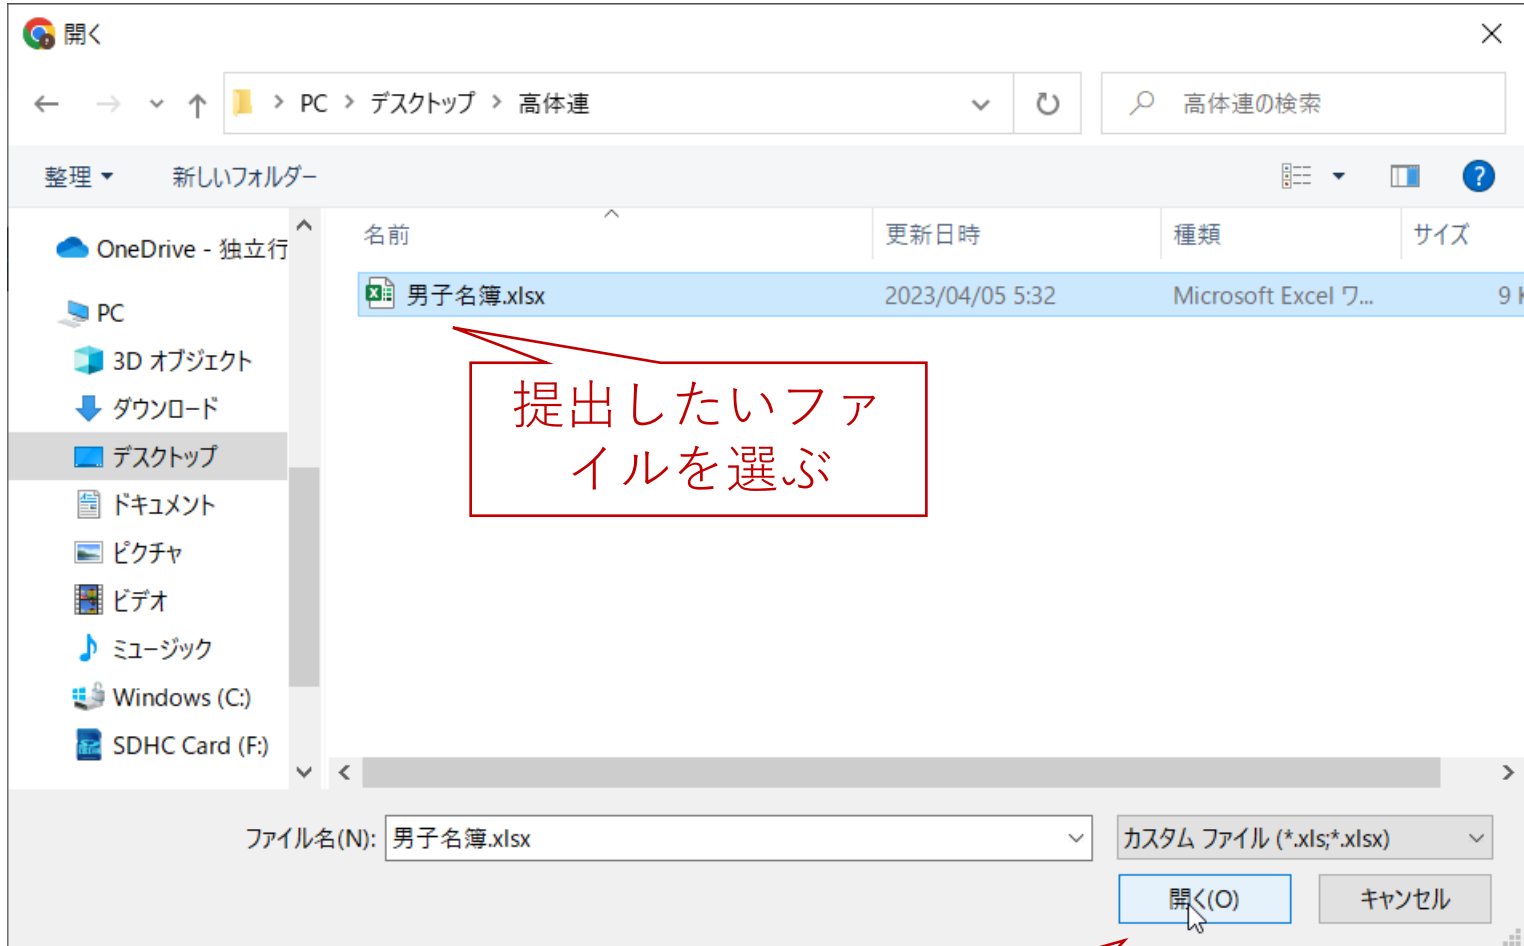 開く
PC > デスクトップ > 高体連
高体連の検索
整理
新しいフォルダー
名前
更新日時
種類
サイズ
OneDrive - 独立行
PC
3D オブジェクト
ダウンロード
デスクトップ
ドキュメント
ピクチャ
ビデオ
ミュージック
Windows (C:)
SDHC Card (F:)
男子名簿.xlsx
2023/04/05 5:32
Microsoft Excel ワ...
9 K
提出したいファ
イルを選ぶ
ファイル名(N):
男子名簿.xlsx
カスタム ファイル (*.xls;*.xlsx)
開く(O)
キャンセル